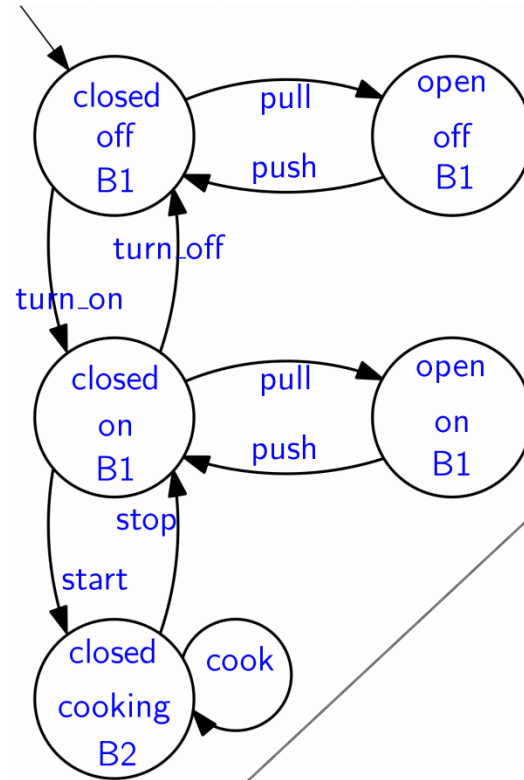 closed
off
B1
pull
push
open
off
B1
turn_off
turn_on
closed
on
B1
pull
push
open
on
B1
stop
start
closed
cooking
B2
cook